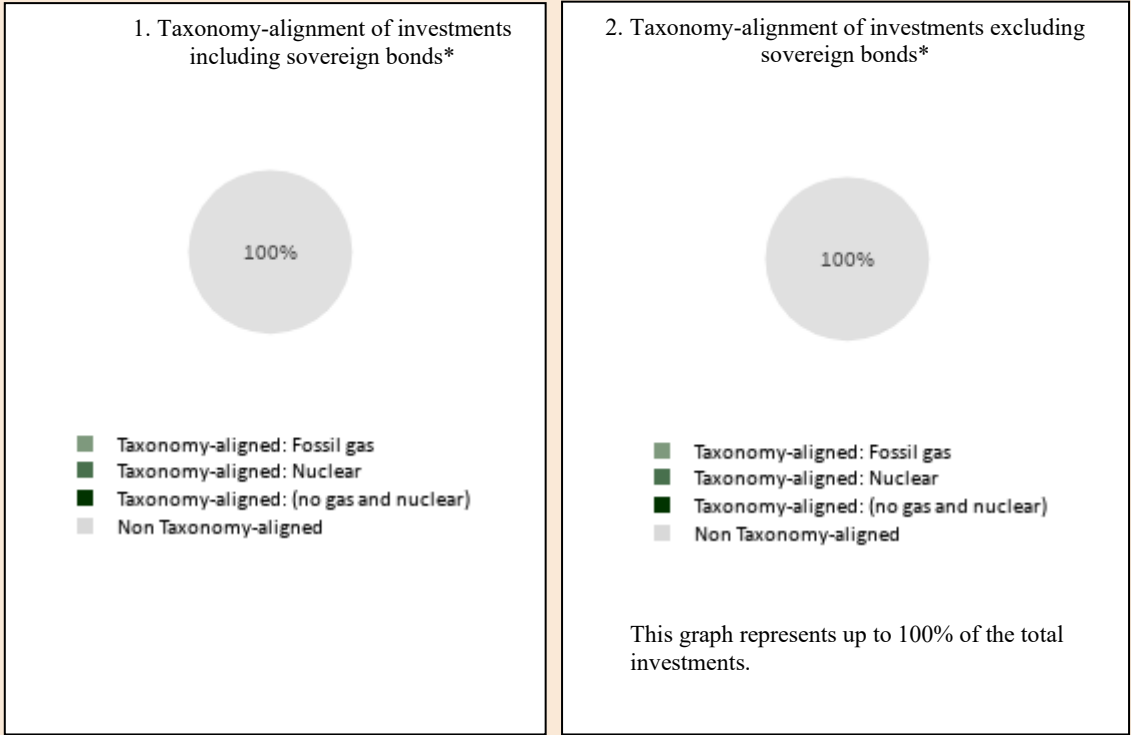 1. Taxonomy-alignment of investments
including sovereign bonds*
100%
Taxonomy-aligned: Fossil gas
Taxonomy-aligned: Nuclear
Taxonomy-aligned: (no gas and nuclear)
Non Taxonomy-aligned
2. Taxonomy-alignment of investments excluding
sovereign bonds*
100%
Taxonomy-aligned: Fossil gas
Taxonomy-aligned: Nuclear
Taxonomy-aligned: (no gas and nuclear)
Non Taxonomy-aligned
This graph represents up to 100% of the total
investments.